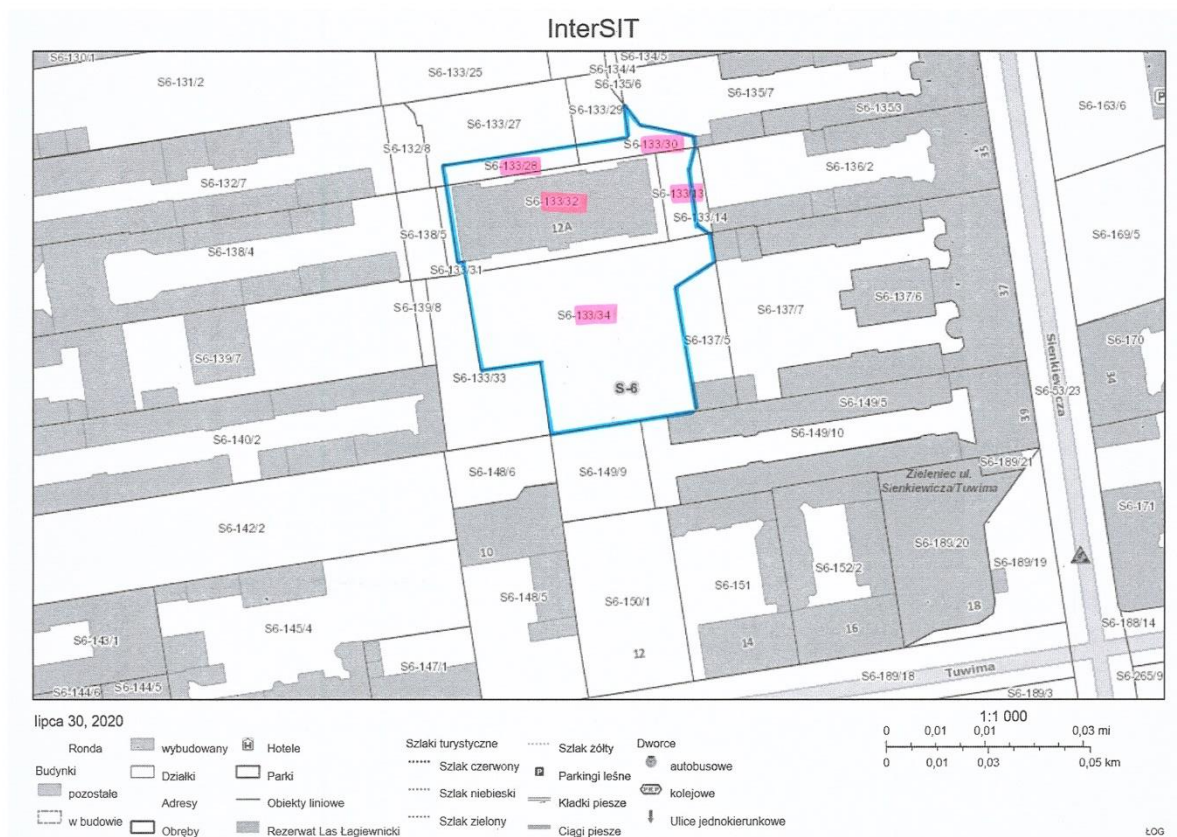 InterSIT
S6-130/1
S6-131/2
S6-133/25
S6-134/5
S6-134/4
S6-135/6
S6-135/7
S6-163/6
P
S6-133/29
S6-133/27
S6-1353
S6-132/8
S6-133/30
35
S6-133/28
S6-136/2
S6-132/7
S6-133/13
S6-133/32
S6-133/14
12A
S6-138/5
S6-169/5
S6-138/4
S6-133/31
S6-137/6
37
S6-139/8
S6-137/7
S6-133/34
S6-137/5
S6-170
S6-139/7
Sienkiewicza
34
S6-133/33
S-6
S6-53/23
S6-149/5
39
S6-140/2
S6-149/10
S6-148/6
S6-149/9
S6-189/21
Zieleniec ul.
Sienkiewicza/Tuwima
S6-171
S6-142/2
S6-189/20
10
S6-189/19
S6-151
S6-152/2
S6-148/5
S6-150/1
18
S6-188/14
S6-143/1
S6-145/4
16
14
12
S6-147/1
Tuwima
S6-189/18
S6-265/9
S6-144/6
S6-144/5
S6-189/3
lipca 30, 2020
1:1 000
0 0,01 0,01 0,03 mi
0 0,01 0,03 0,05 km
Ronda
Budynki
pozostałe
w budowie
wybudowany
Działki
Adresy
Obręby
Hotele
Parki
Obiekty liniowe
Rezerwat Las Łagiewnicki
Szlaki turystyczne
Szlak czerwony
Szlak niebieski
Szlak zielony
Szlak żółty
P Parkingi leśne
Kładki piesze
Ciągi piesze
Dworce
autobusowe
PKP kolejowe
Ulice jednokierunkowe
ŁOG